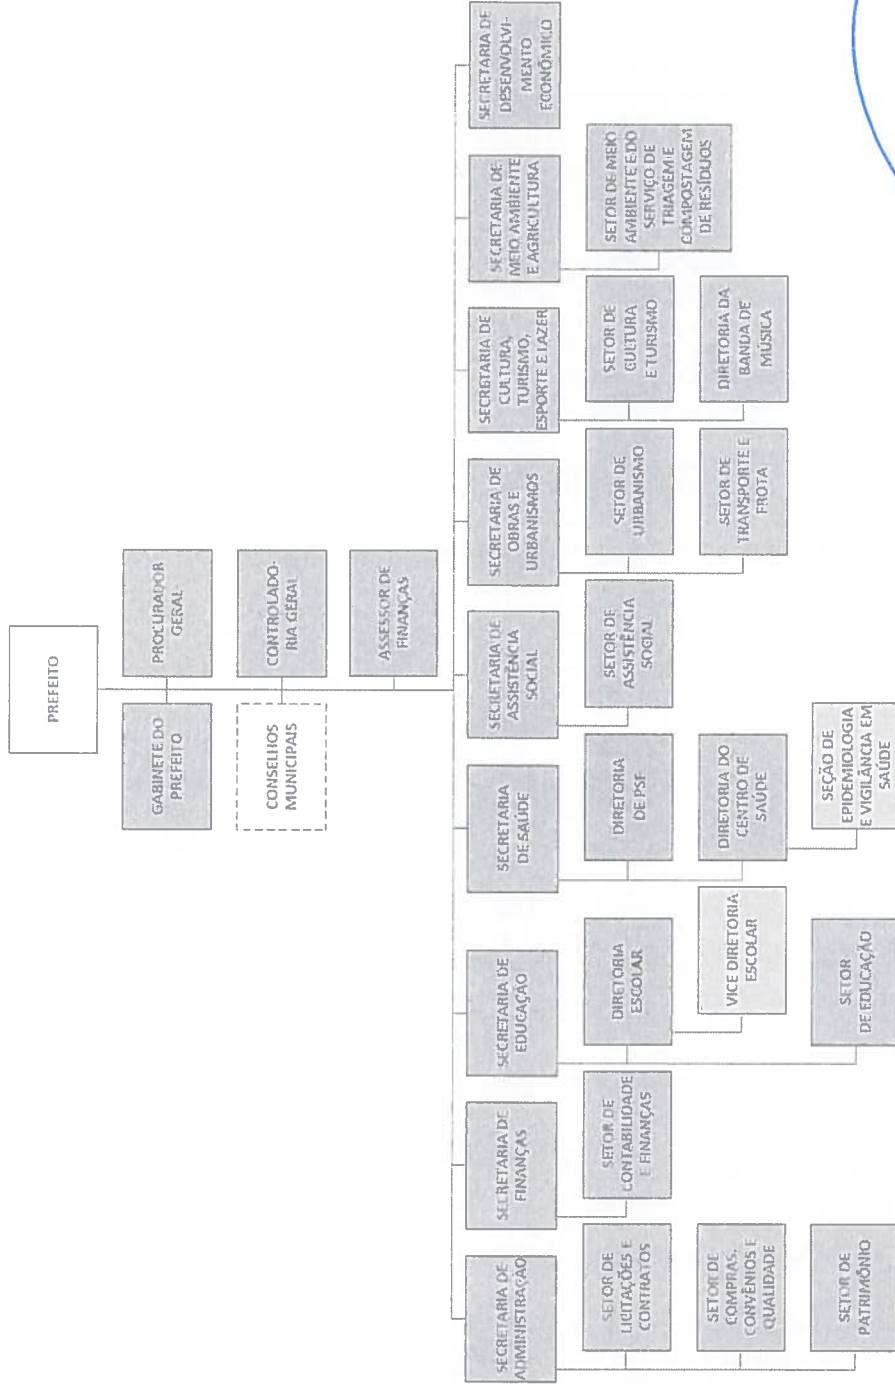 PREFEITO
GABINETE DO
PREFEITO
PROCURADOR
GERAL
CONSELHOS
MUNICIPAIS
CONTROLADO-
RIA GERAL
ASSESSOR DE
FINANÇAS
SECRETARIA DE
ADMINISTRAÇÃO
SETOR DE
LICITAÇÕES E
CONTRATOS
SETOR DE
COMPRAS,
CONVÊNIOS E
QUALIDADE
SETOR DE
PATRIMÔNIO
SECRETARIA DE
FINANÇAS
SETOR DE
CONTABILIDADE
E FINANÇAS
SECRETARIA DE
EDUCAÇÃO
DIRETORIA
ESCOLAR
VICE DIRETORIA
ESCOLAR
SETOR
DE EDUCAÇÃO
SECRETARIA
DE SAÚDE
DIRETORIA
DE PSF
DIRETORIA DO
CENTRO DE
SAÚDE
SEÇÃO DE
EPIDEMIOLOGIA
E VIGILÂNCIA EM
SAÚDE
SECRETARIA DE
ASSISTÊNCIA
SOCIAL
SETOR DE
ASSISTÊNCIA
SOCIAL
SECRETARIA DE
OBRAS E
URBANISMOS
SETOR DE
URBANISMO
SETOR DE
TRANSPORTE E
FROTA
SECRETARIA DE
CULTURA,
TURISMO,
ESPORTE E LAZER
SETOR DE
CULTURA
E TURISMO
DIRETORIA DA
BANDA DE
MÚSICA
SECRETARIA DE
MEIO AMBIENTE
E AGRICULTURA
SETOR DE MEIO
AMBIENTE E DO
SERVIÇO DE
TRIAGEM E
COMPOSTAGEM
DE RESÍDUOS
SECRETARIA DE
DESENVOLVI-
MENTO
ECONÔMICO